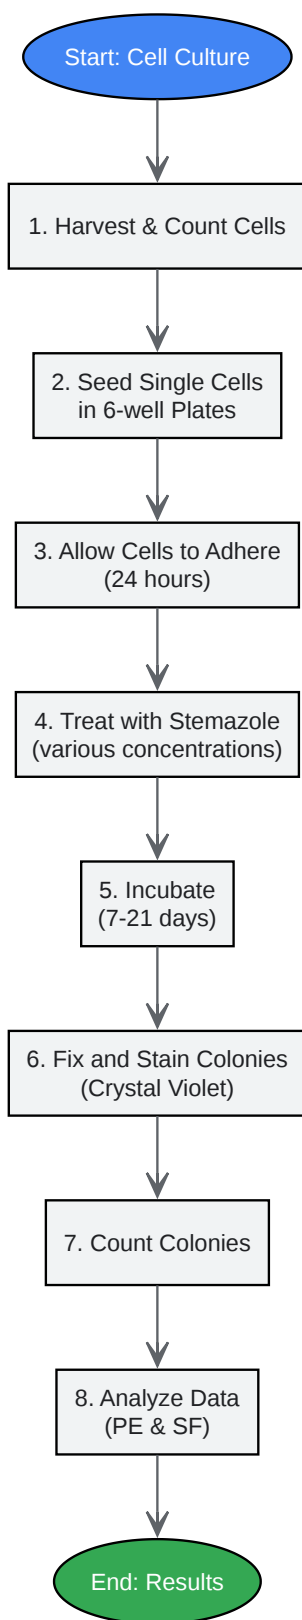 Start: Cell Culture
1. Harvest & Count Cells
2. Seed Single Cells
in 6-well Plates
3. Allow Cells to Adhere
(24 hours)
4. Treat with Stemazole
(various concentrations)
5. Incubate
(7-21 days)
6. Fix and Stain Colonies
(Crystal Violet)
7. Count Colonies
8. Analyze Data
(PE & SF)
End: Results